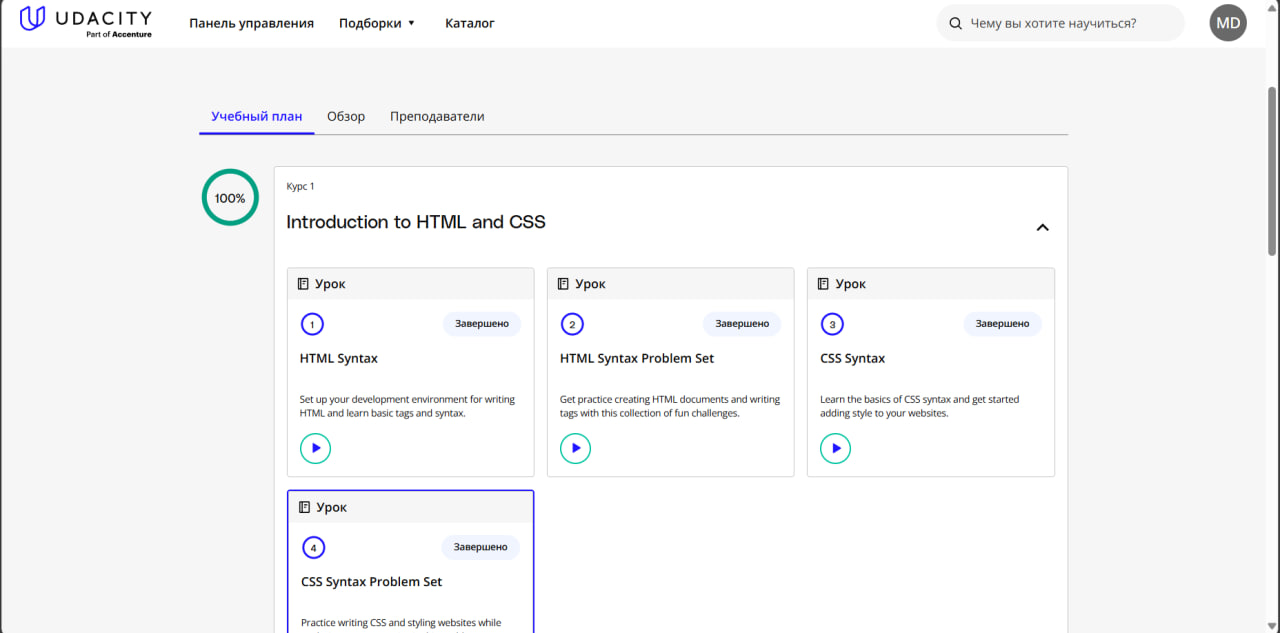 UDACITY
Part of Accenture
Панель управления
Подборки
Каталог
Чему вы хотите научиться?
MD
Учебный план
Обзор
Преподаватели
100%
Курс 1
Introduction to HTML and CSS
Урок
1
Завершено
HTML Syntax
Set up your development environment for writing
HTML and learn basic tags and syntax.
Урок
2
Завершено
HTML Syntax Problem Set
Get practice creating HTML documents and writing
tags with this collection of fun challenges.
Урок
3
Завершено
CSS Syntax
Learn the basics of CSS syntax and get started
adding style to your websites.
Урок
4
Завершено
CSS Syntax Problem Set
Practice writing CSS and styling websites while